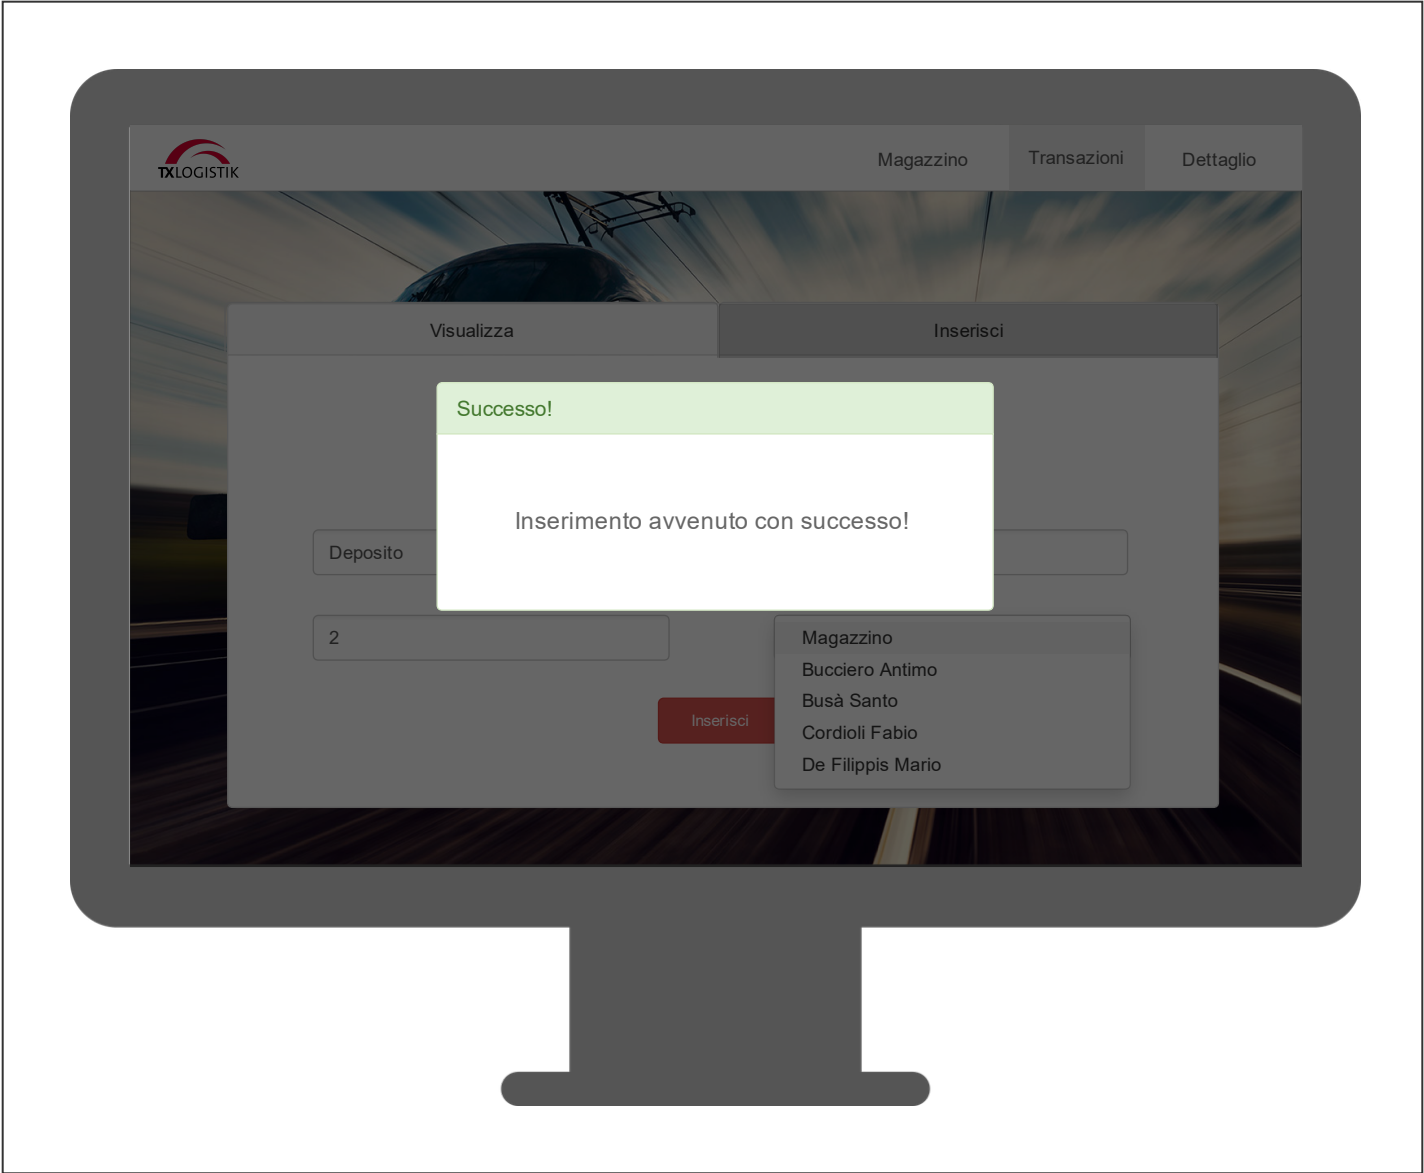 TXLOGISTIK
Magazzino
Transazioni
Dettaglio
Visualizza
Inserisci
Successo!
Inserimento avvenuto con successo!
Deposito
2
Magazzino
Bucciero Antimo
Busà Santo
Cordioli Fabio
De Filippis Mario
Inserisci